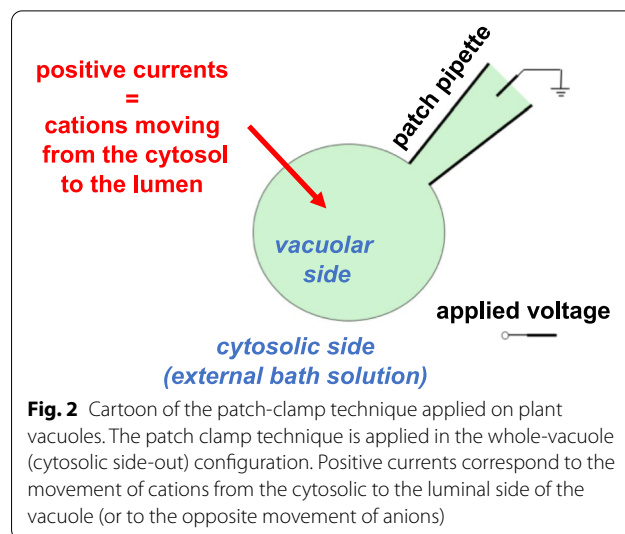 positive currents
=
cations moving
from the cytosol
to the lumen
patch pipette
vacuolar
side
applied voltage
cytosolic side
(external bath solution)
Fig. 2 Cartoon of the patch-clamp technique applied on plant
vacuoles. The patch clamp technique is applied in the whole-vacuole
(cytosolic side-out) configuration. Positive currents correspond to the
movement of cations from the cytosolic to the luminal side of the
vacuole (or to the opposite movement of anions)